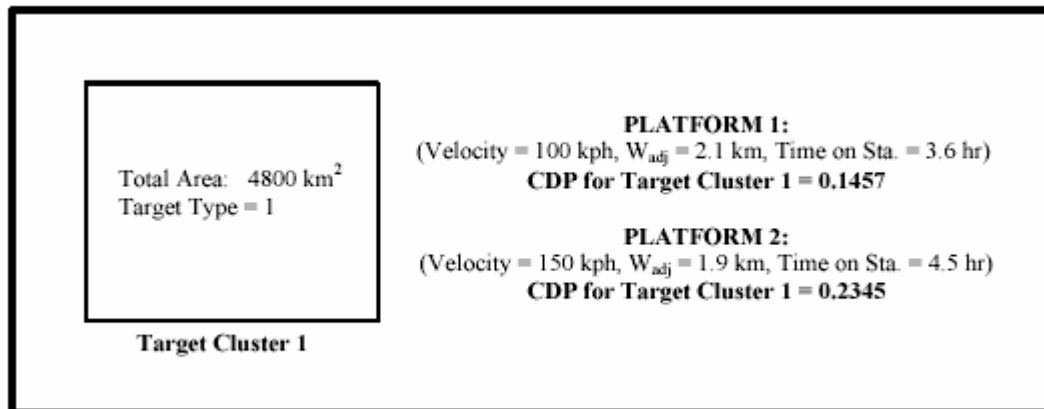 Total Area: 4800 km²
Target Type = 1
Target Cluster 1
PLATFORM 1:
(Velocity = 100 kph, Wadj = 2.1 km, Time on Sta. = 3.6 hr)
CDP for Target Cluster 1 = 0.1457
PLATFORM 2:
(Velocity = 150 kph, Wadj = 1.9 km, Time on Sta. = 4.5 hr)
CDP for Target Cluster 1 = 0.2345